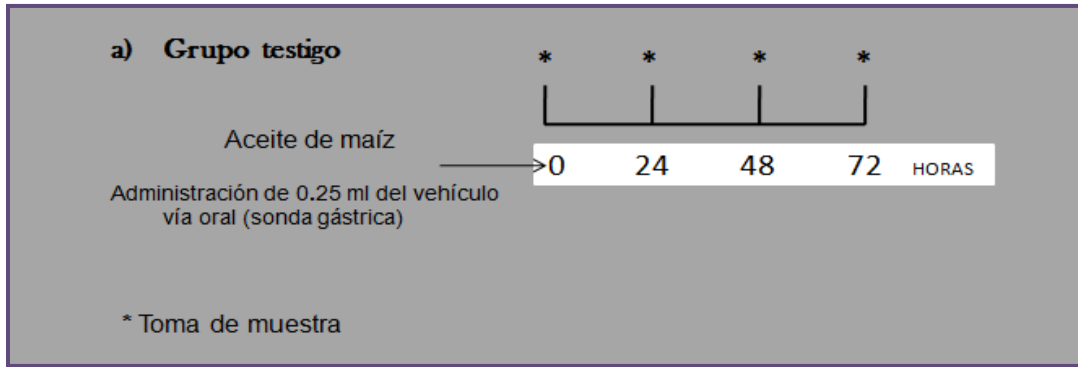 a) Grupo testigo
* * * *
Aceite de maíz
0 24 48 72 HORAS
Administración de 0.25 ml del vehículo
vía oral (sonda gástrica)
* Toma de muestra